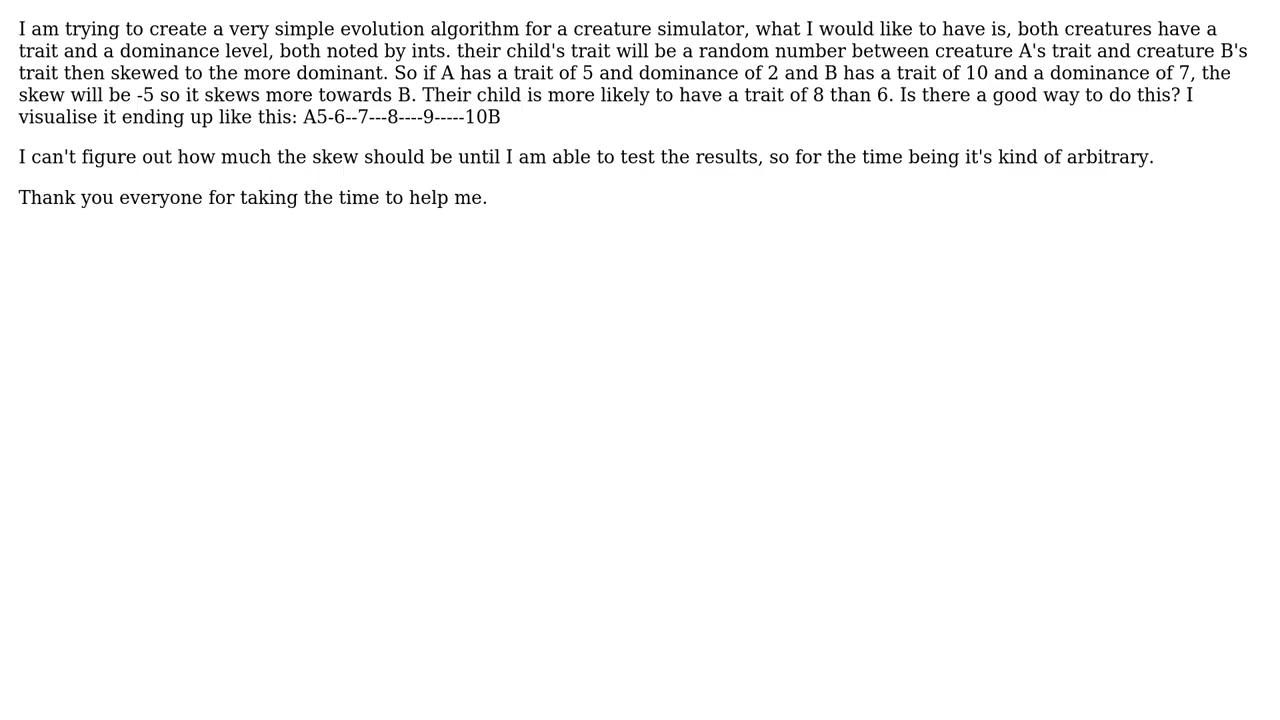 I am trying to create a very simple evolution algorithm for a creature simulator, what I would like to have is, both creatures have a
trait and a dominance level, both noted by ints. their child's trait will be a random number between creature A's trait and creature B's
trait then skewed to the more dominant. So if A has a trait of 5 and dominance of 2 and B has a trait of 10 and a dominance of 7, the
skew will be -5 so it skews more towards B. Their child is more likely to have a trait of 8 than 6. Is there a good way to do this? I
visualise it ending up like this: A5-6--7---8----9-----10B
I can't figure out how much the skew should be until I am able to test the results, so for the time being it's kind of arbitrary.
Thank you everyone for taking the time to help me.